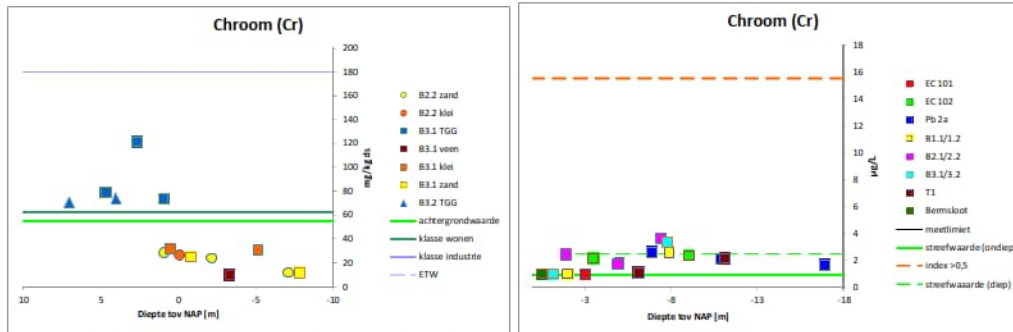 Chroom (Cr)
200
180
160
140
120
100
80
60
40
20
0
mg/kg ds
10
5
0
-5
-10
Diepte tov NAP [m]
B2.2 zand
B2.2 klei
B3.1 TGG
B3.1 veen
B3.1 klei
B3.1 zand
B3.2 TGG
achtergrondwaarde
klasse wonen
klasse industrie
ETW
Chroom (Cr)
18
16
14
12
10
8
6
4
2
0
µg/L
-3
-8
-13
-18
Diepte tov NAP [m]
EC 101
EC 102
Pb 2a
B1.1/1.2
B2.1/2.2
B3.1/3.2
T1
Bermsloot
meetlimiet
streefwaarde (ondiep)
index >0,5
streefwaaarde (diep)